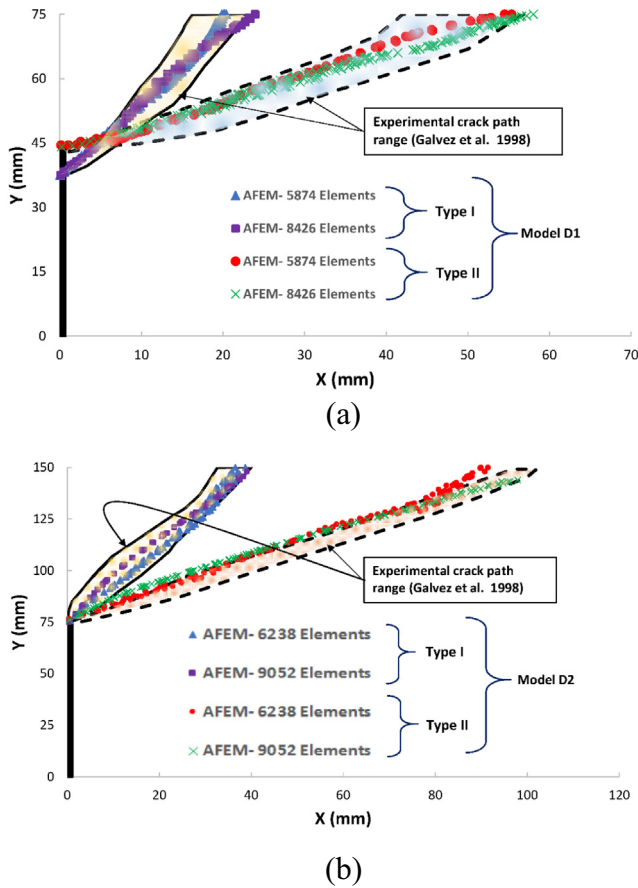 75
60
45
30
15
0
Y (mm)
0 10 20 30 40 50 60 70
X (mm)
Experimental crack path
range (Galvez et al. 1998)
AFEM- 5874 Elements
AFEM- 8426 Elements
AFEM- 5874 Elements
AFEM- 8426 Elements
Type I
Type II
Model D1
(a)
150
125
100
75
50
25
0
Y (mm)
0 20 40 60 80 100 120
X (mm)
Experimental crack path
range (Galvez et al. 1998)
AFEM- 6238 Elements
AFEM- 9052 Elements
AFEM- 6238 Elements
AFEM- 9052 Elements
Type I
Type II
Model D2
(b)